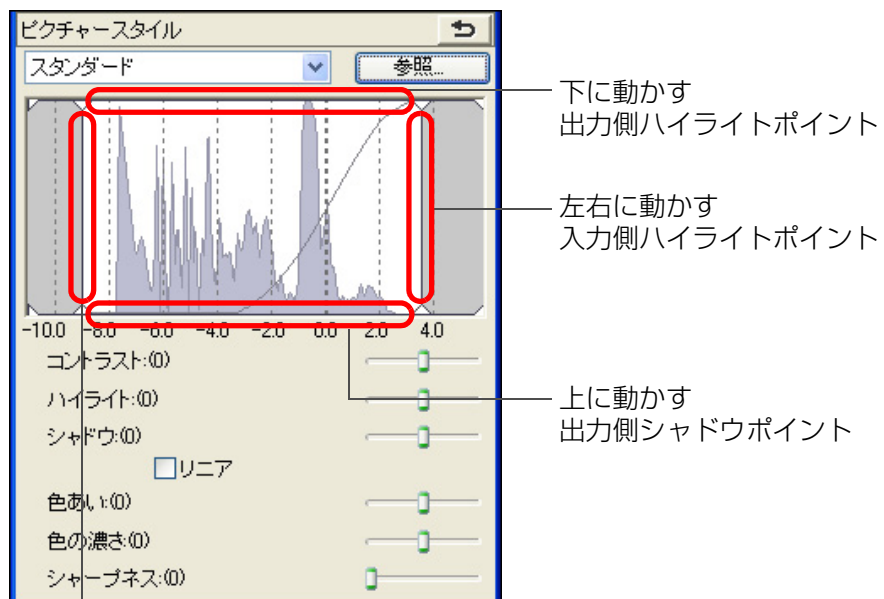 ピクチャースタイル
スタンダード
参照...
下に動かす
出力側ハイライトポイント
左右に動かす
入力側ハイライトポイント
-10.0 -8.0 -6.0 -4.0 -2.0 0.0 2.0 4.0
上に動かす
出力側シャドウポイント
コントラスト:(0)
ハイライト:(0)
シャドウ:(0)
リニア
色あい:(0)
色の濃さ:(0)
シャープネス:(0)